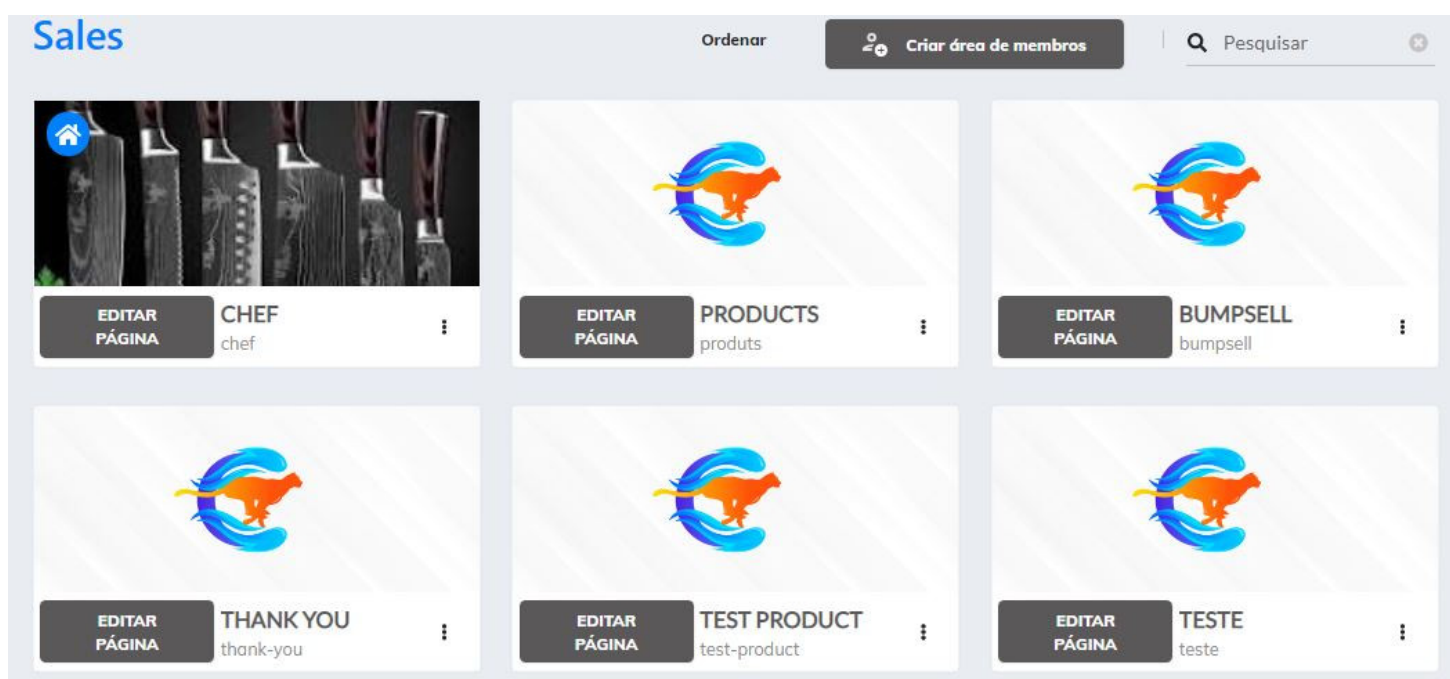 Sales
Ordenar
Criar área de membros
Pesquisar
EDITAR PÁGINA
CHEF
chef
EDITAR PÁGINA
PRODUCTS
produts
EDITAR PÁGINA
BUMPSELL
bumpsell
EDITAR PÁGINA
THANK YOU
thank-you
EDITAR PÁGINA
TEST PRODUCT
test-product
EDITAR PÁGINA
TESTE
teste